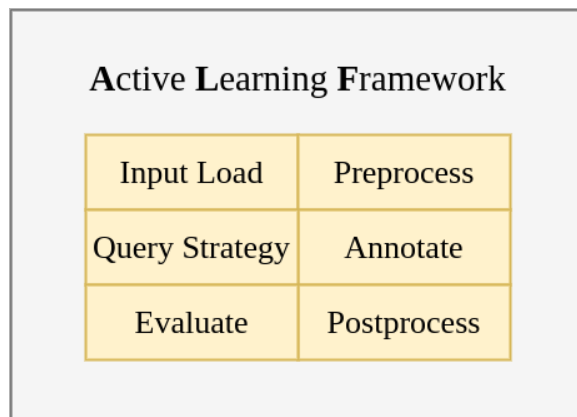 Active Learning Framework
Input Load Preprocess
Query Strategy Annotate
Evaluate Postprocess